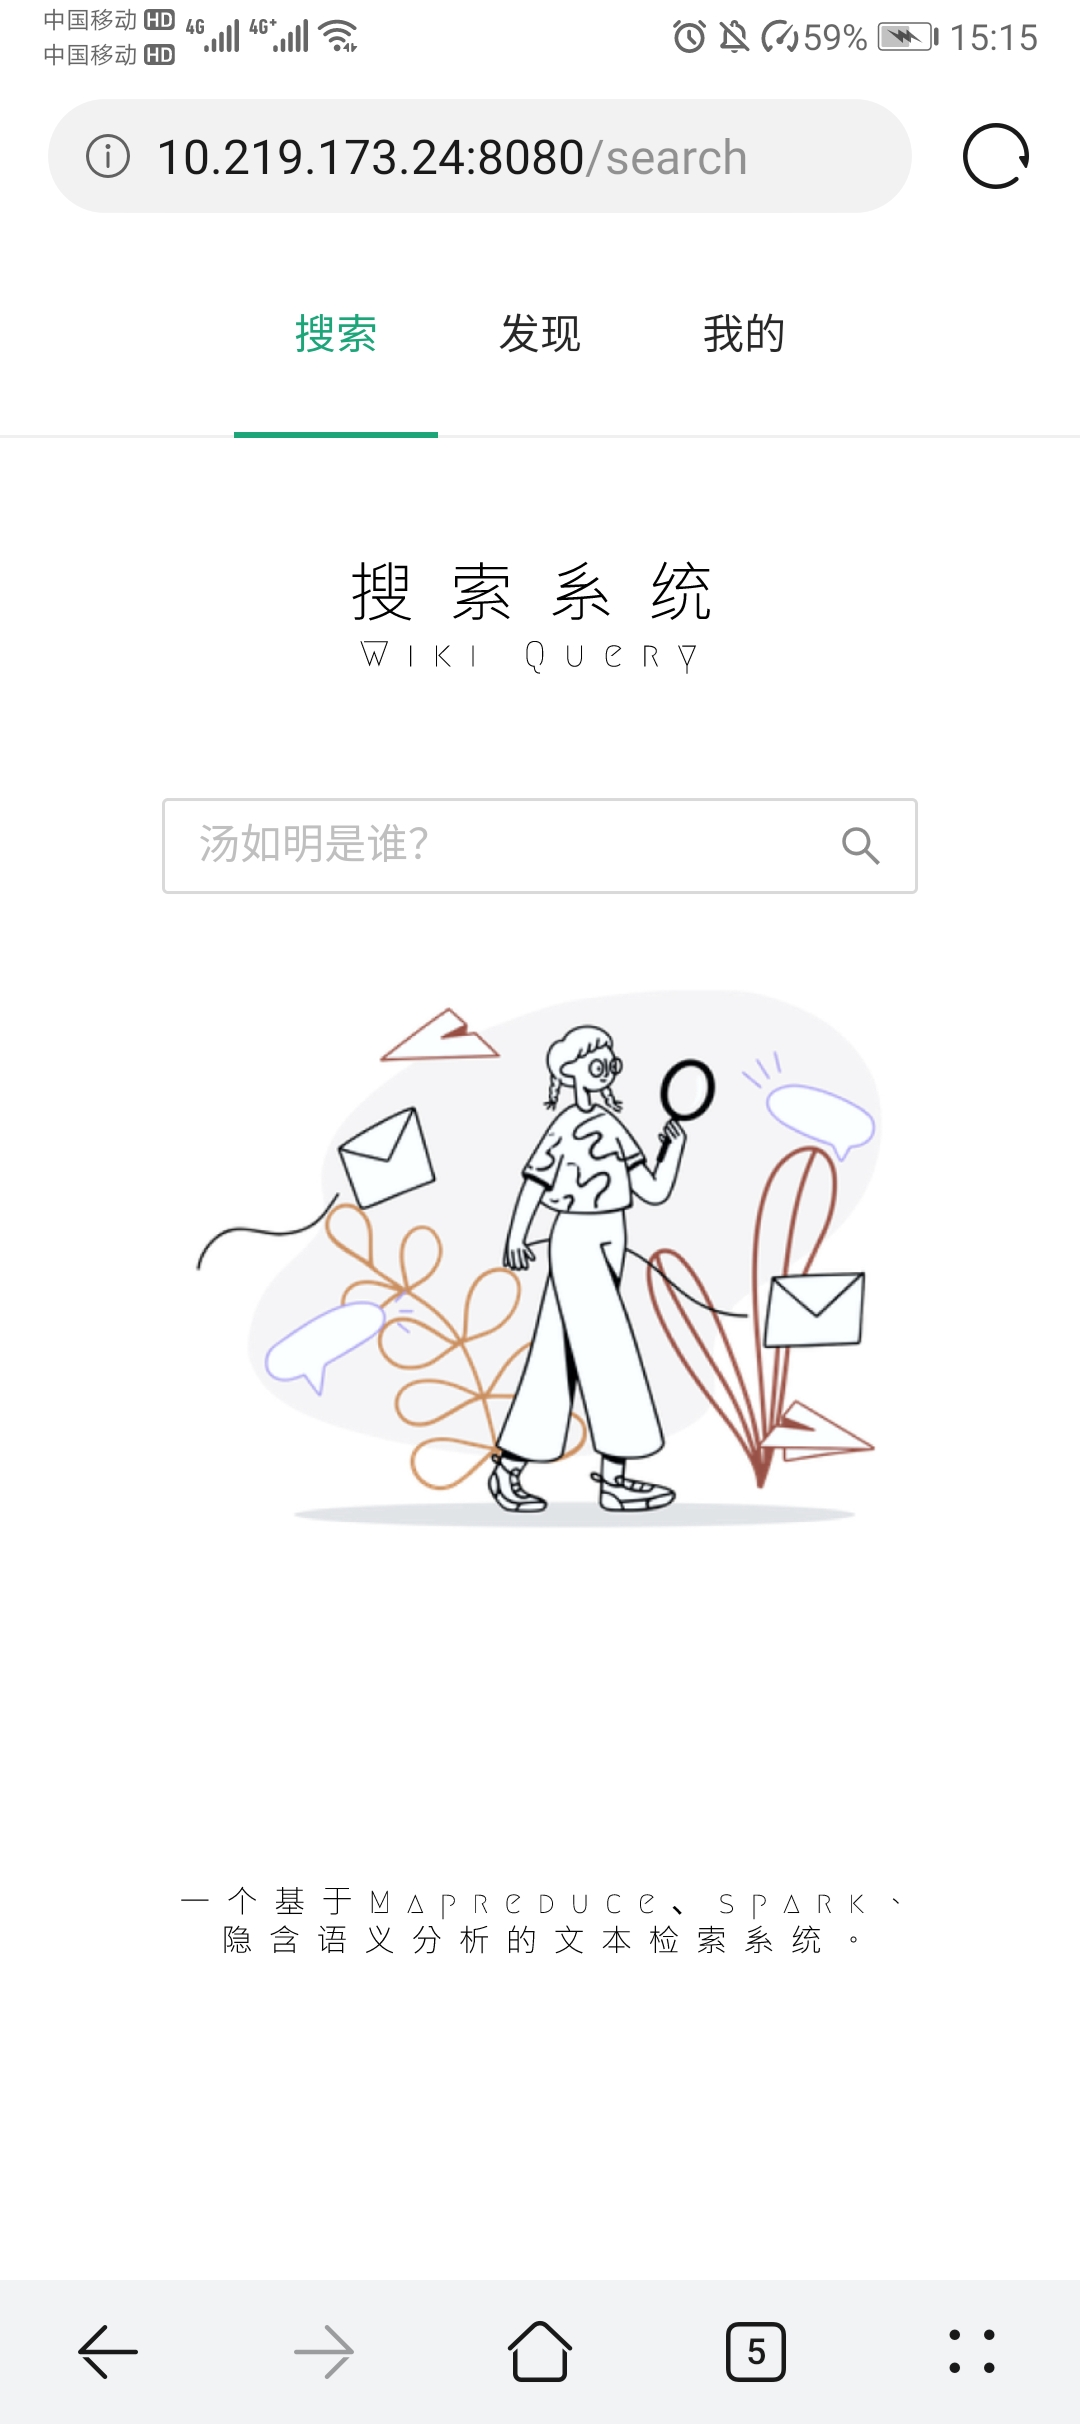 中国移动 HD 4G 4G+ 59% 15:15
中国移动 HD
10.219.173.24:8080/search
搜索 发现 我的
搜索系统
Wiki Query
汤如明是谁?
一个基于Mapreduce、spark、
隐含语义分析的文本检索系统。
5